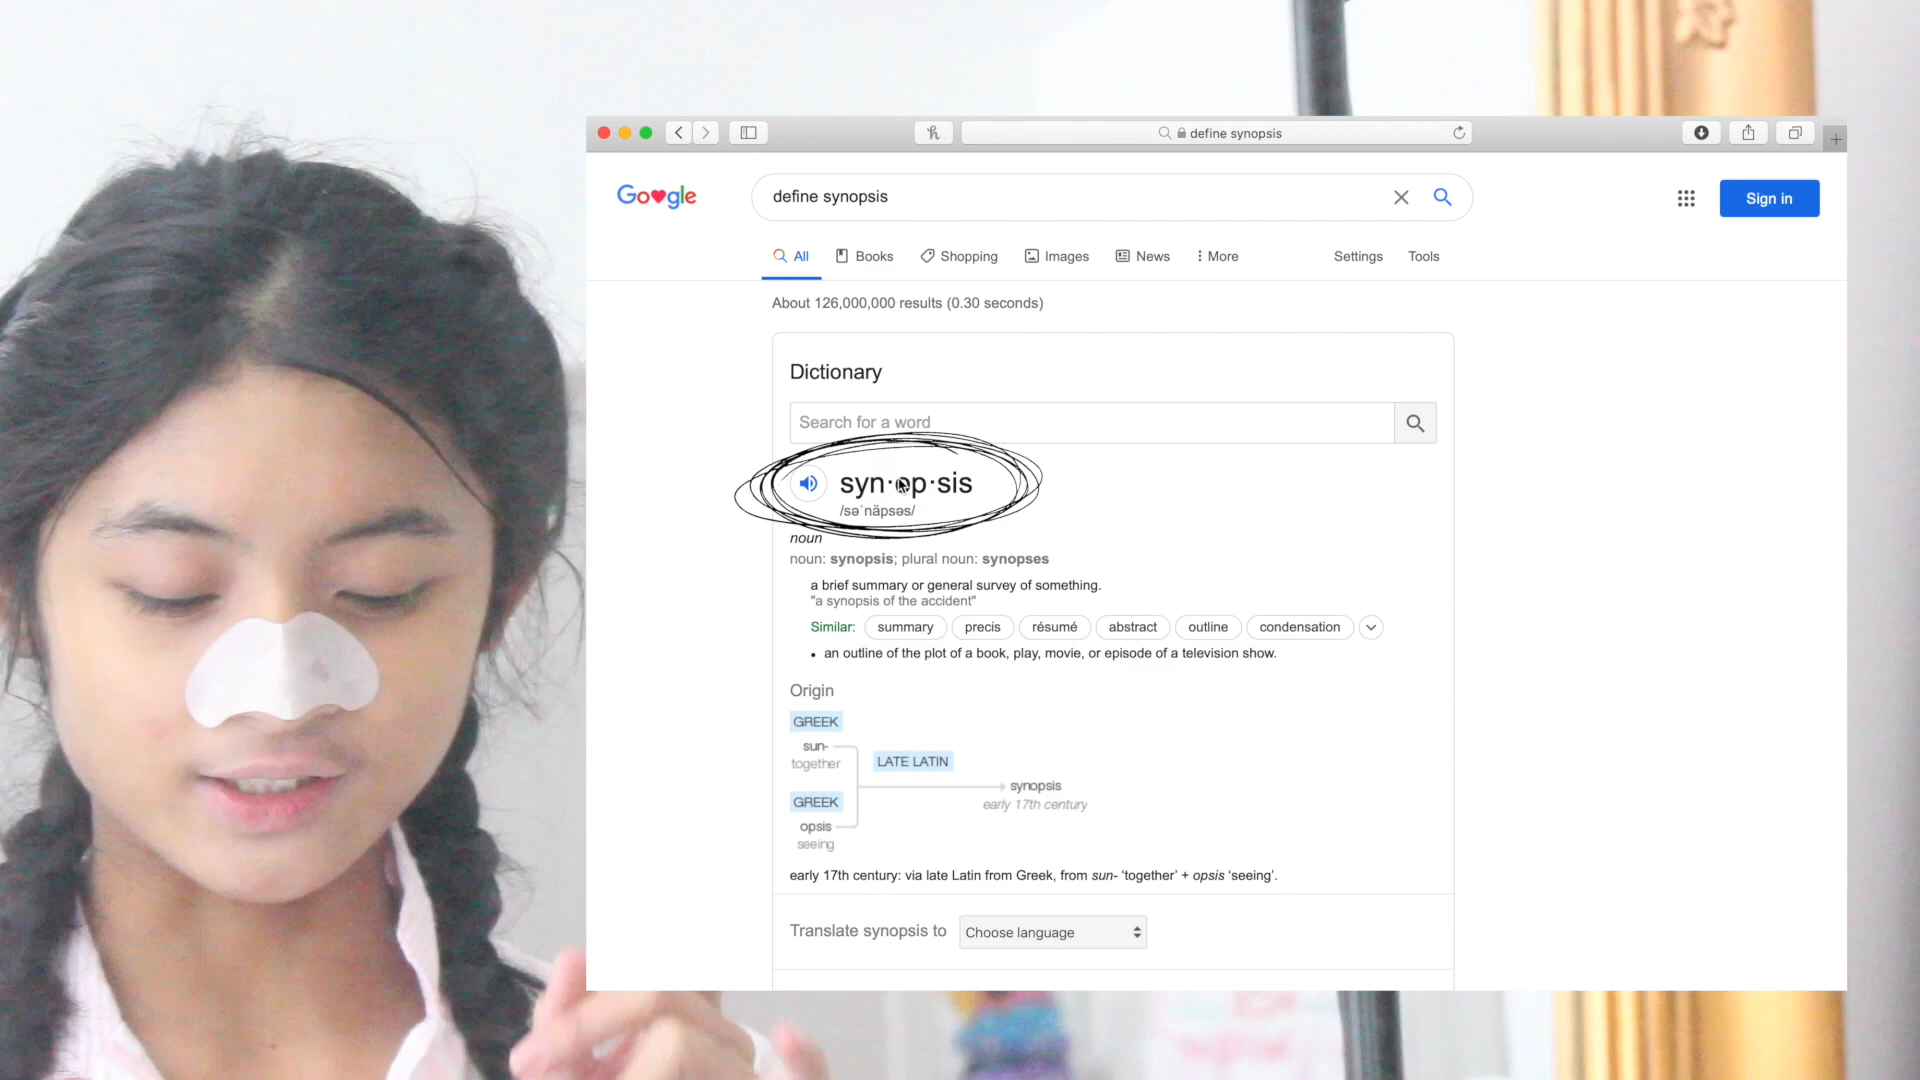 define synopsis
Google
define synopsis
Sign in
All Books Shopping Images News More Settings Tools
About 126,000,000 results (0.30 seconds)
Dictionary
Search for a word
syn·op·sis
/səˈnäpsəs/
noun
noun: synopsis; plural noun: synopses
a brief summary or general survey of something.
"a synopsis of the accident"
Similar: summary precis résumé abstract outline condensation
• an outline of the plot of a book, play, movie, or episode of a television show.
Origin
GREEK
sun-
together
LATE LATIN
synopsis
early 17th century
GREEK
opsis
seeing
early 17th century: via late Latin from Greek, from sun- ‘together’ + opsis ‘seeing’.
Translate synopsis to Choose language